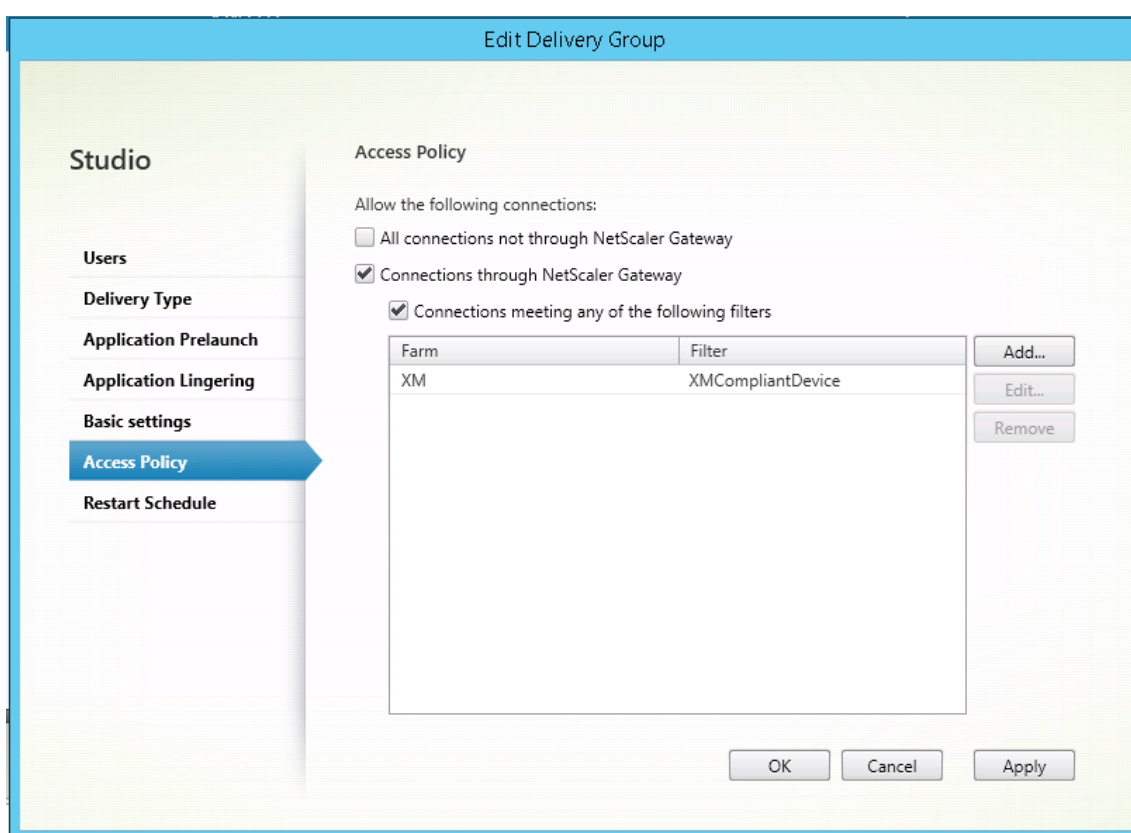 Edit Delivery Group
Studio
Users
Delivery Type
Application Prelaunch
Application Lingering
Basic settings
Access Policy
Restart Schedule
Access Policy
Allow the following connections:
All connections not through NetScaler Gateway
Connections through NetScaler Gateway
Connections meeting any of the following filters
Farm Filter
XM XMCompliantDevice
Add...
Edit...
Remove
OK Cancel Apply